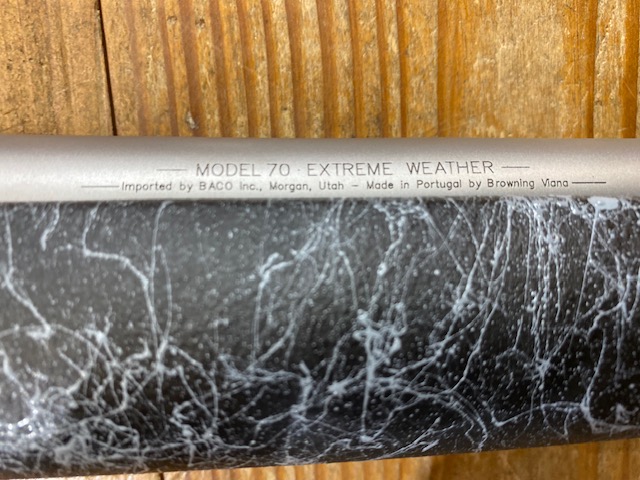 MODEL 70 · EXTREME WEATHER
Imported by BACO Inc., Morgan, Utah – Made in Portugal by Browning Viana